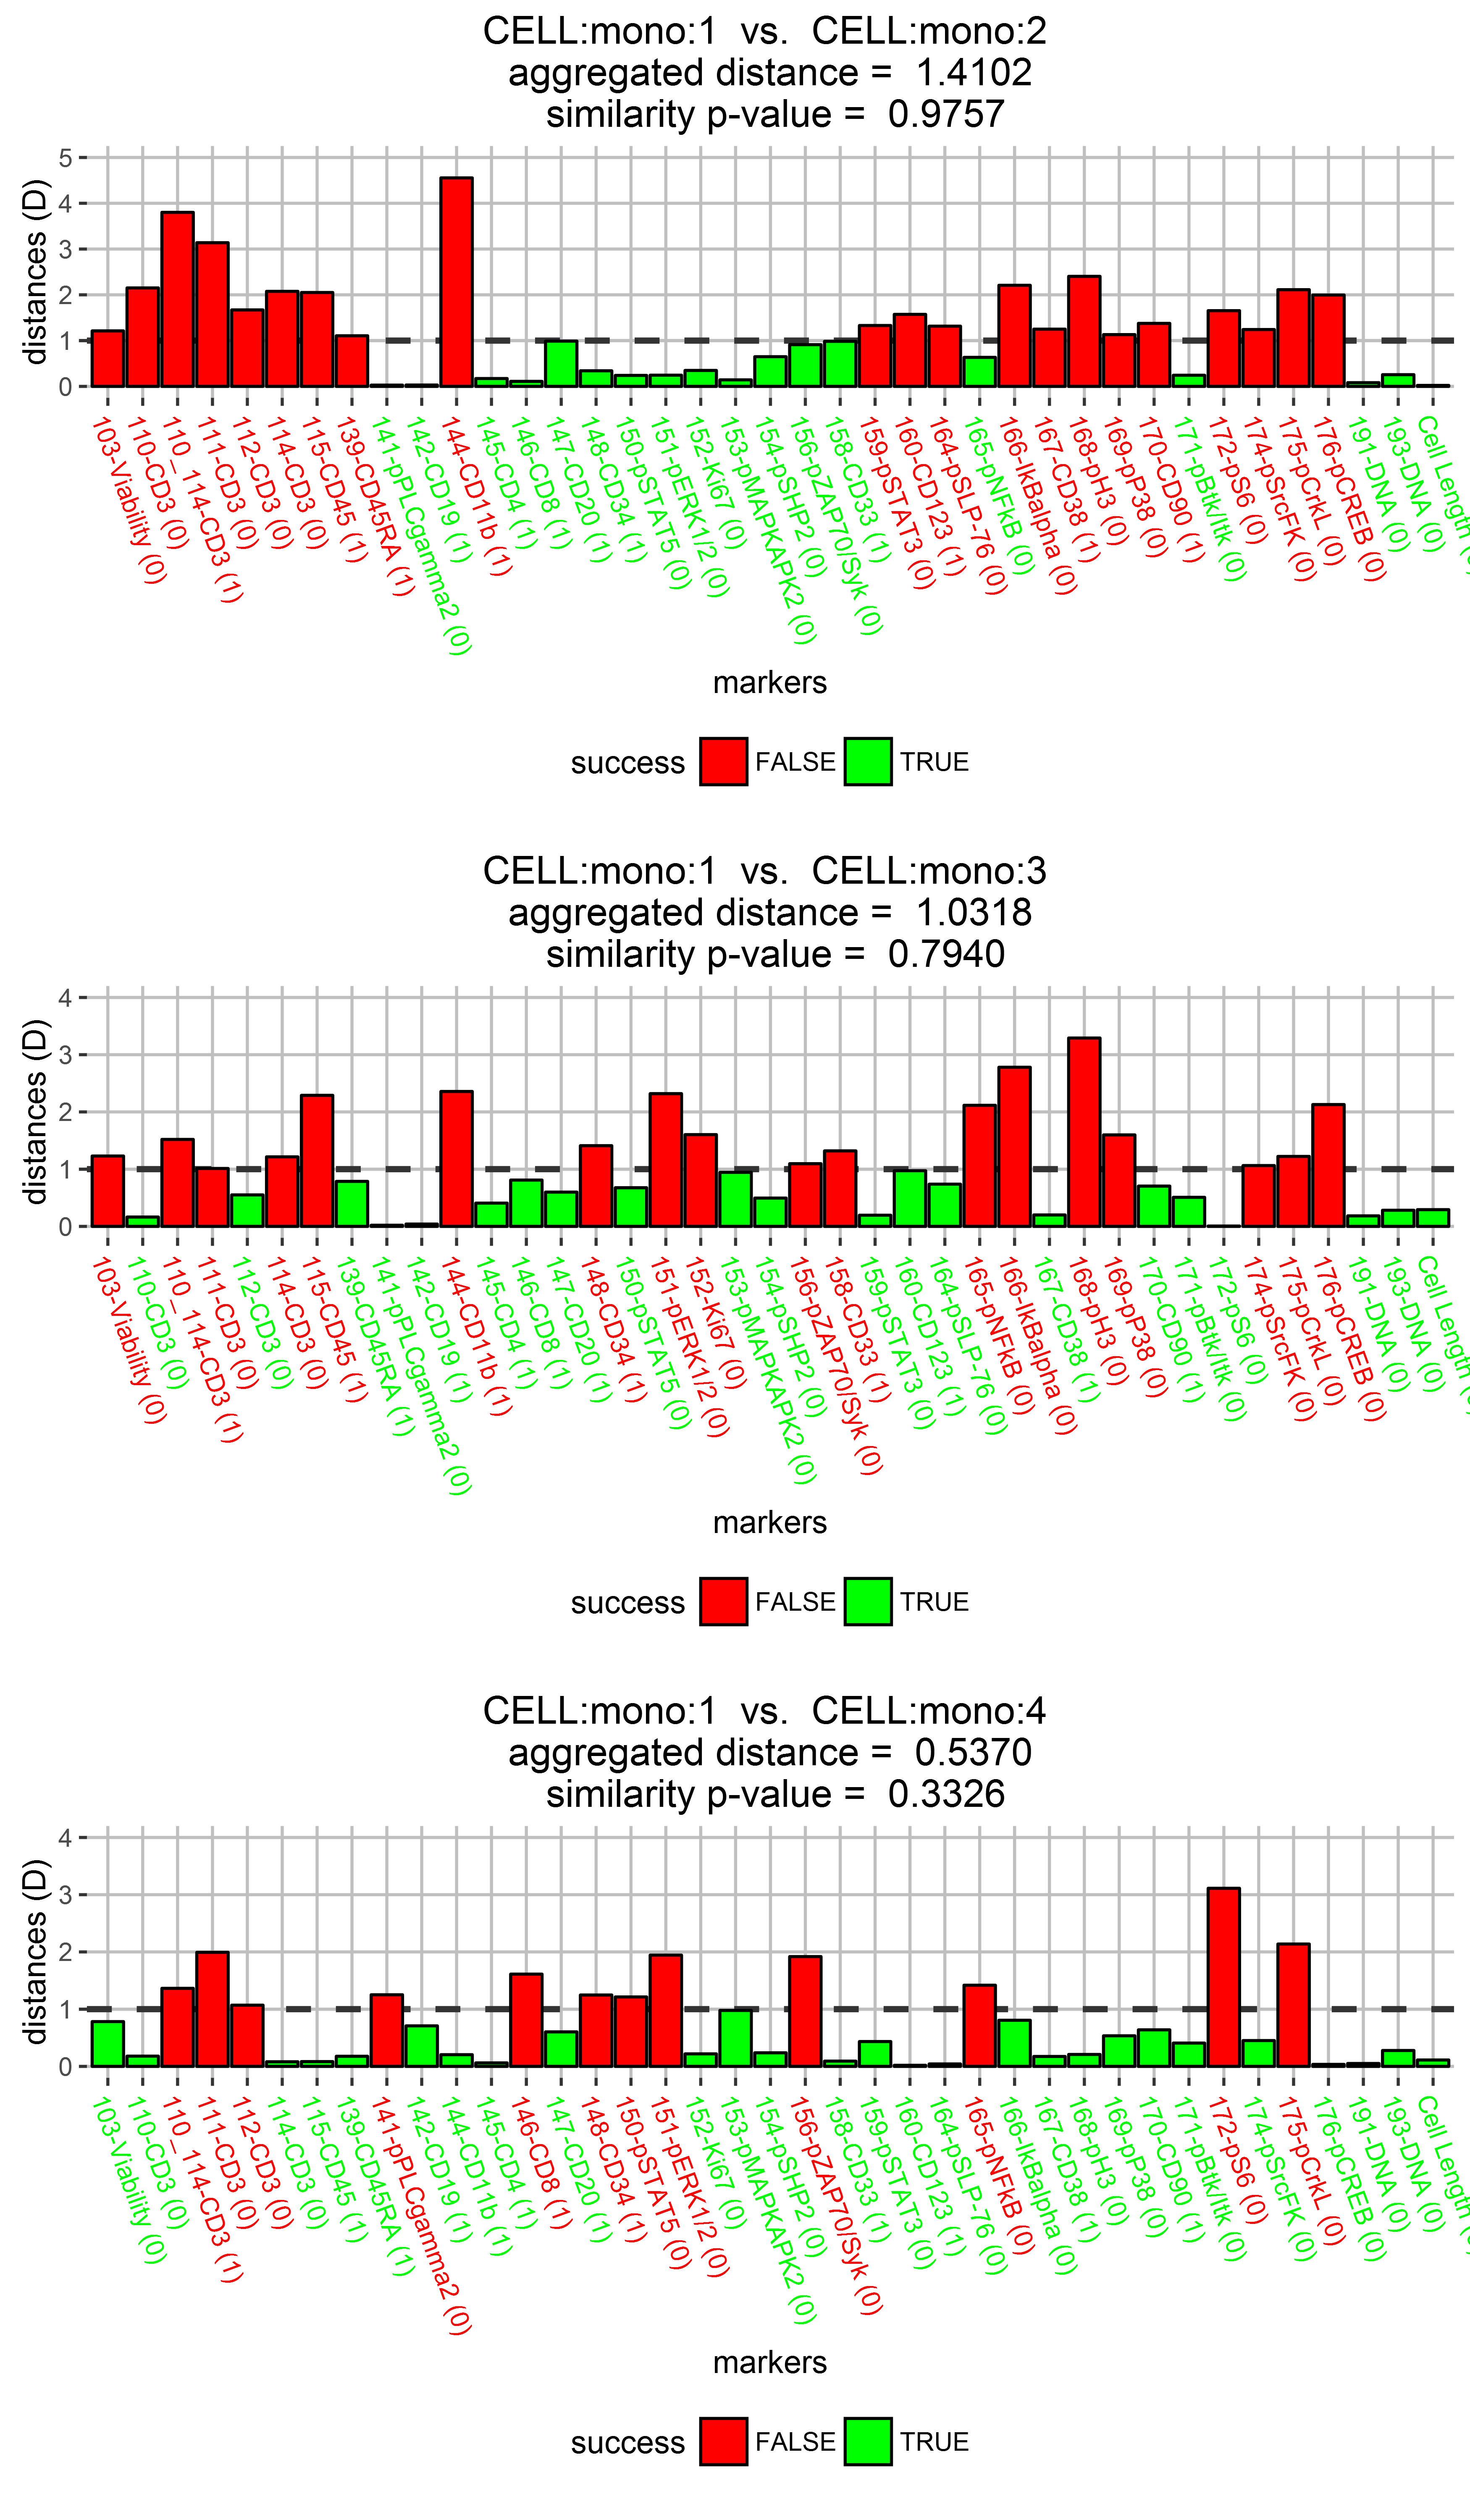 CELL:mono:1 vs. CELL:mono:2
aggregated distance = 1.4102
similarity p-value = 0.9757
distances (D)
5
4
3
2
1
0
103-Viability (0)
110-CD3 (0)
110_114-CD3 (1)
111-CD3 (0)
112-CD3 (0)
114-CD3 (0)
115-CD45 (1)
139-CD45RA (1)
141-pPLCgamma2 (0)
142-CD19 (1)
144-CD11b (1)
145-CD4 (1)
146-CD8 (1)
147-CD20 (1)
148-CD34 (1)
150-pSTAT5 (0)
151-pERK1/2 (0)
152-Ki67 (0)
153-pMAPKAPK2 (0)
154-pSHP2 (0)
156-pZAP70/Syk (0)
158-CD33 (1)
159-pSTAT3 (0)
160-CD123 (1)
164-pSLP-76 (0)
165-pNFkB (0)
166-IkBalpha (0)
167-CD38 (1)
168-pH3 (0)
169-pP38 (0)
170-CD90 (1)
171-pBtk/Itk (0)
172-pS6 (0)
174-pSrcFK (0)
175-pCrkL (0)
176-pCREB (0)
191-DNA (0)
193-DNA (0)
Cell Length
markers
success FALSE TRUE
CELL:mono:1 vs. CELL:mono:3
aggregated distance = 1.0318
similarity p-value = 0.7940
distances (D)
4
3
2
1
0
103-Viability (0)
110-CD3 (0)
110_114-CD3 (1)
111-CD3 (0)
112-CD3 (0)
114-CD3 (0)
115-CD45 (1)
139-CD45RA (1)
141-pPLCgamma2 (0)
142-CD19 (1)
144-CD11b (1)
145-CD4 (1)
146-CD8 (1)
147-CD20 (1)
148-CD34 (1)
150-pSTAT5 (0)
151-pERK1/2 (0)
152-Ki67 (0)
153-pMAPKAPK2 (0)
154-pSHP2 (0)
156-pZAP70/Syk (0)
158-CD33 (1)
159-pSTAT3 (0)
160-CD123 (1)
164-pSLP-76 (0)
165-pNFkB (0)
166-IkBalpha (0)
167-CD38 (1)
168-pH3 (0)
169-pP38 (0)
170-CD90 (1)
171-pBtk/Itk (0)
172-pS6 (0)
174-pSrcFK (0)
175-pCrkL (0)
176-pCREB (0)
191-DNA (0)
193-DNA (0)
Cell Length
markers
success FALSE TRUE
CELL:mono:1 vs. CELL:mono:4
aggregated distance = 0.5370
similarity p-value = 0.3326
distances (D)
4
3
2
1
0
103-Viability (0)
110-CD3 (0)
110_114-CD3 (1)
111-CD3 (0)
112-CD3 (0)
114-CD3 (0)
115-CD45 (1)
139-CD45RA (1)
141-pPLCgamma2 (0)
142-CD19 (1)
144-CD11b (1)
145-CD4 (1)
146-CD8 (1)
147-CD20 (1)
148-CD34 (1)
150-pSTAT5 (0)
151-pERK1/2 (0)
152-Ki67 (0)
153-pMAPKAPK2 (0)
154-pSHP2 (0)
156-pZAP70/Syk (0)
158-CD33 (1)
159-pSTAT3 (0)
160-CD123 (1)
164-pSLP-76 (0)
165-pNFkB (0)
166-IkBalpha (0)
167-CD38 (1)
168-pH3 (0)
169-pP38 (0)
170-CD90 (1)
171-pBtk/Itk (0)
172-pS6 (0)
174-pSrcFK (0)
175-pCrkL (0)
176-pCREB (0)
191-DNA (0)
193-DNA (0)
Cell Length
markers
success FALSE TRUE